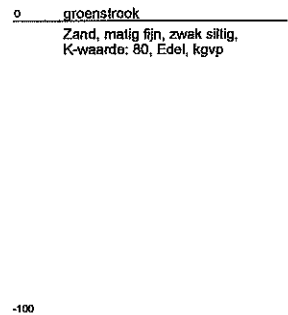 0 groenstrook
Zand, matig fijn, zwak siltig,
K-waarde: 80, Edel, kgvp
-100